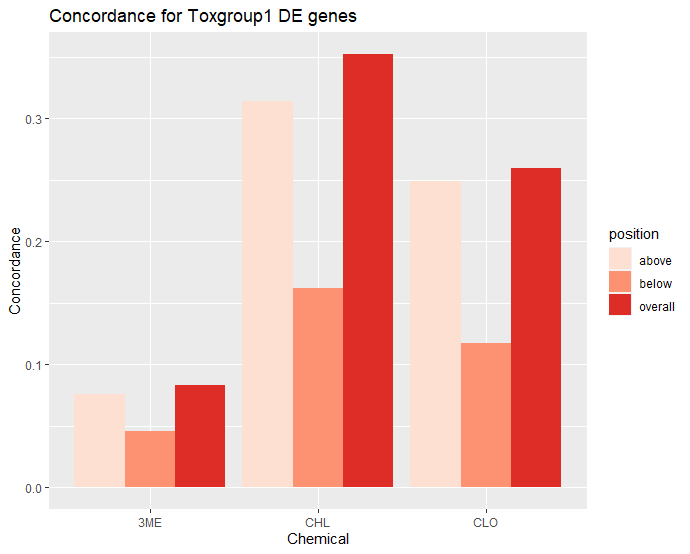 Concordance for Toxgroup1 DE genes
Concordance
0.3
0.2
0.1
0.0
3ME CHL CLO
Chemical
position
above
below
overall